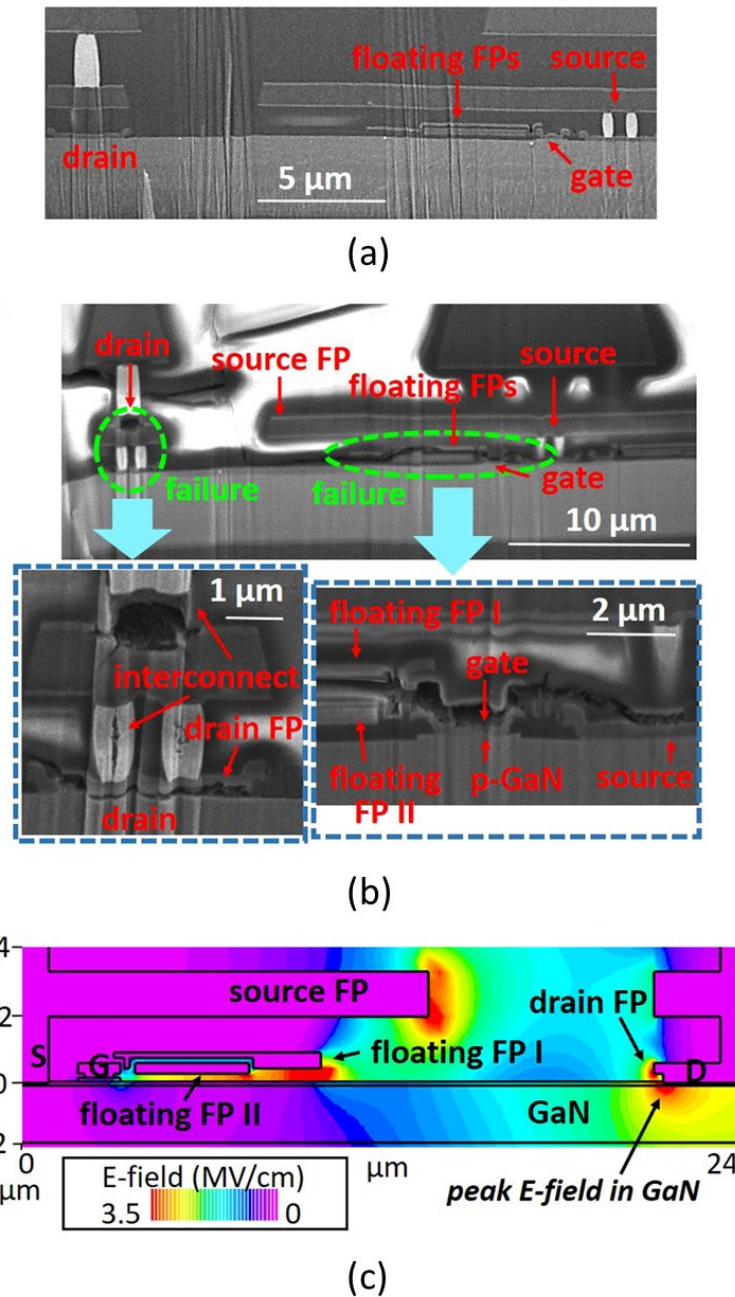 floating FPs source
drain
5 μm
gate
(a)
drain
source FP
source
floating FPs
failure
failure
gate
10 μm
1 μm
interconnect
drain FP
drain
2 μm
floating FP I
gate
floating
FP II
p-GaN
source
(b)
4
source FP
drain FP
2
S
G
floating FP I
D
0
floating FP II
GaN
2
0
μm
24
μm
E-field (MV/cm)
3.5
0
peak E-field in GaN
(c)